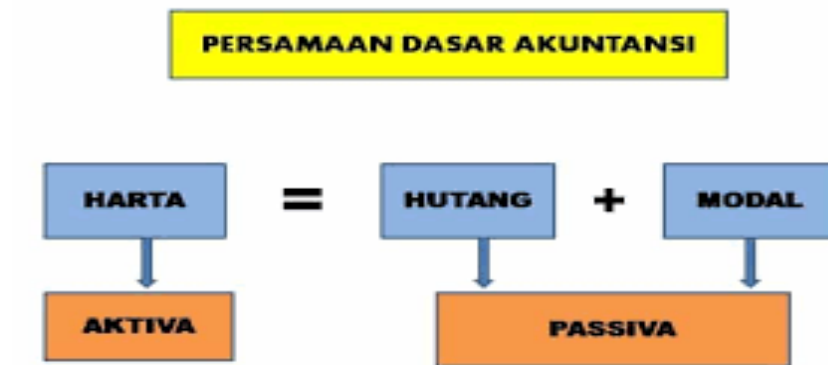 PERSAMAAN DASAR AKUNTANSI
HARTA = HUTANG + MODAL
AKTIVA PASSIVA